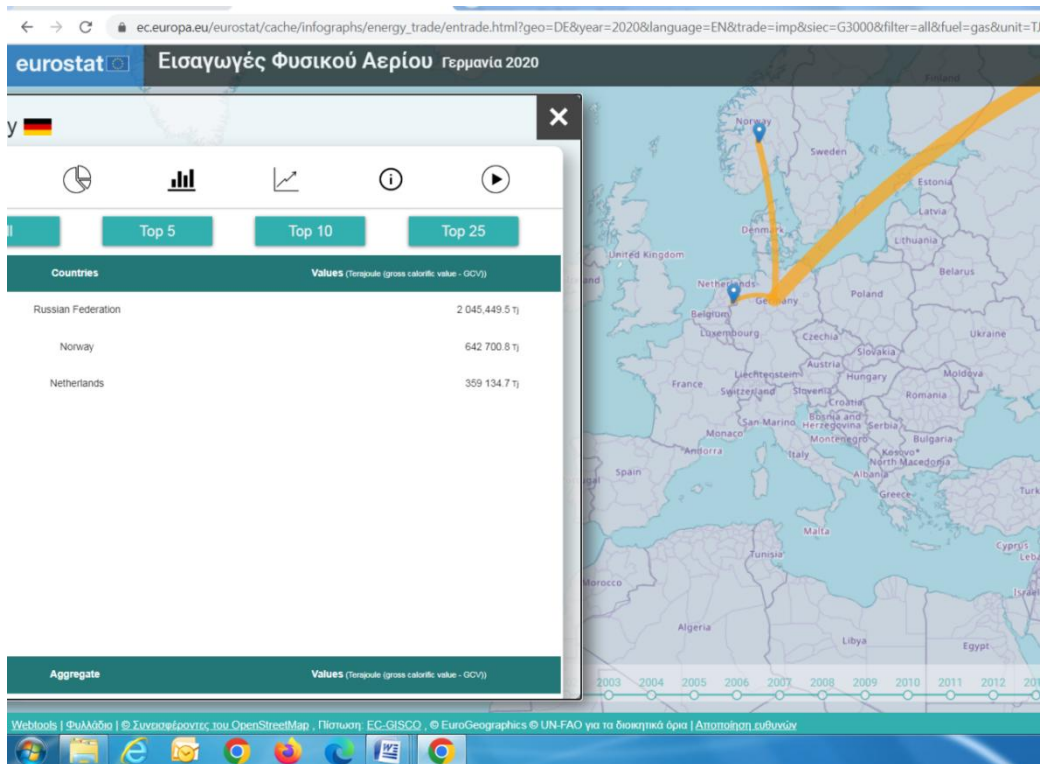 ec.europa.eu/eurostat/cache/infographs/energy_trade/entrade.html?geo=DE&year=2020&language=EN&trade=imp&siec=G3000&filter=all&fuel=gas&unit=TJ
eurostat Εισαγωγές Φυσικού Αερίου Γερμανία 2020
y
Top 5 Top 10 Top 25
Countries Values (Terajoule (gross calorific value - GCV))
Russian Federation 2 045,449.5 Tj
Norway 642 700.8 Tj
Netherlands 359 134.7 Tj
Aggregate Values (Terajoule (gross calorific value - GCV))
Finland
Norway
Sweden
Estonia
Latvia
Denmark
Lithuania
United Kingdom
Belarus
Netherlands
Germany
Poland
Belgium
Luxembourg
Czechia
Ukraine
Slovakia
Austria
Liechtenstein
Hungary
Moldova
France
Switzerland
Slovenia
Romania
Croatia
Bosnia and
Herzegovina
San Marino
Serbia
Monaco
Montenegro
Bulgaria
Andorra
Italy
Kosovo*
North Macedonia
Albania
Spain
Greece
Turk
Malta
Cyprus
Leba
Tunisia
Morocco
Israel
Algeria
Libya
Egypt
2003 2004 2005 2006 2007 2008 2009 2010 2011 2012 201
Webtools | Φυλλάδιο | © Συνεισφέροντες του OpenStreetMap , Πίστωση: EC-GISCO , © EuroGeographics © UN-FAO για τα διοικητικά όρια | Αποποίηση ευθυνών